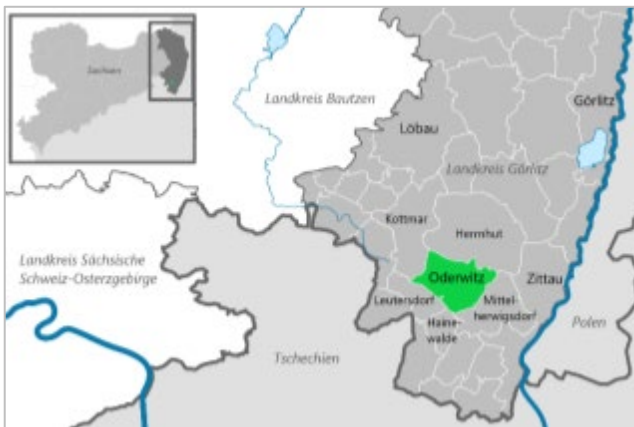 Sachsen
Landkreis Bautzen
Görlitz
Löbau
Landkreis Görlitz
Kottmar
Herrnhut
Landkreis Sächsische
Schweiz-Osterzgebirge
Oderwitz
Zittau
Leutersdorf
Mittel-
herwigsdorf
Haine-
walde
Polen
Tschechien